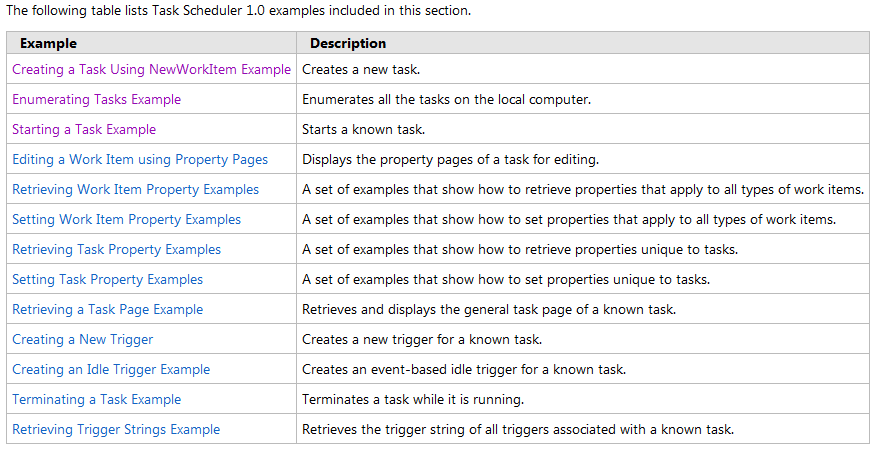 The following table lists Task Scheduler 1.0 examples included in this section.
Example Description
Creating a Task Using NewWorkItem Example Creates a new task.
Enumerating Tasks Example Enumerates all the tasks on the local computer.
Starting a Task Example Starts a known task.
Editing a Work Item using Property Pages Displays the property pages of a task for editing.
Retrieving Work Item Property Examples A set of examples that show how to retrieve properties that apply to all types of work items.
Setting Work Item Property Examples A set of examples that show how to set properties that apply to all types of work items.
Retrieving Task Property Examples A set of examples that show how to retrieve properties unique to tasks.
Setting Task Property Examples A set of examples that show how to set properties unique to tasks.
Retrieving a Task Page Example Retrieves and displays the general task page of a known task.
Creating a New Trigger Creates a new trigger for a known task.
Creating an Idle Trigger Example Creates an event-based idle trigger for a known task.
Terminating a Task Example Terminates a task while it is running.
Retrieving Trigger Strings Example Retrieves the trigger string of all triggers associated with a known task.